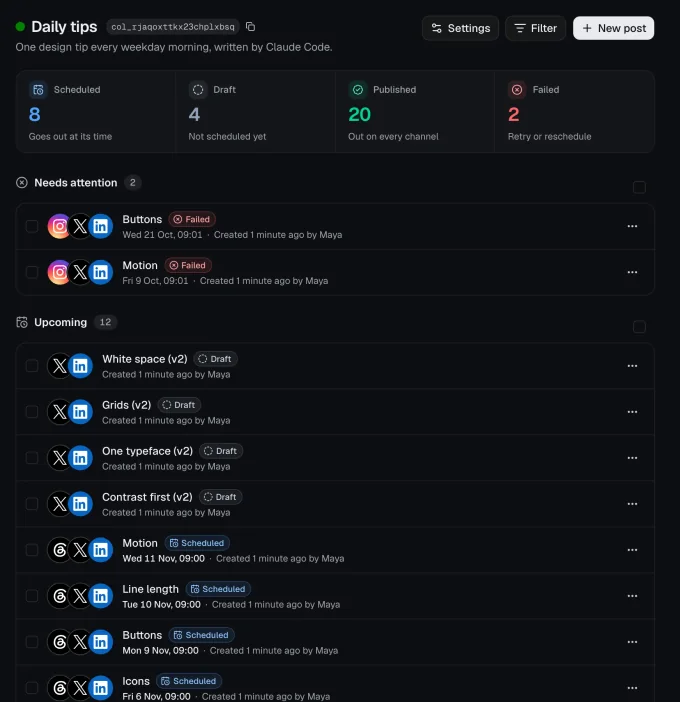 Daily tips col_rjaqoxttkx23chplxbsq
Settings
Filter
New post
One design tip every weekday morning, written by Claude Code.
Scheduled
8
Goes out at its time
Draft
4
Not scheduled yet
Published
20
Out on every channel
Failed
2
Retry or reschedule
Needs attention 2
Buttons Failed
Wed 21 Oct, 09:01 · Created 1 minute ago by Maya
Motion Failed
Fri 9 Oct, 09:01 · Created 1 minute ago by Maya
Upcoming 12
White space (v2) Draft
Created 1 minute ago by Maya
Grids (v2) Draft
Created 1 minute ago by Maya
One typeface (v2) Draft
Created 1 minute ago by Maya
Contrast first (v2) Draft
Created 1 minute ago by Maya
Motion Scheduled
Wed 11 Nov, 09:00 · Created 1 minute ago by Maya
Line length Scheduled
Tue 10 Nov, 09:00 · Created 1 minute ago by Maya
Buttons Scheduled
Mon 9 Nov, 09:00 · Created 1 minute ago by Maya
Icons Scheduled
Fri 6 Nov, 09:00 · Created 1 minute ago by Maya